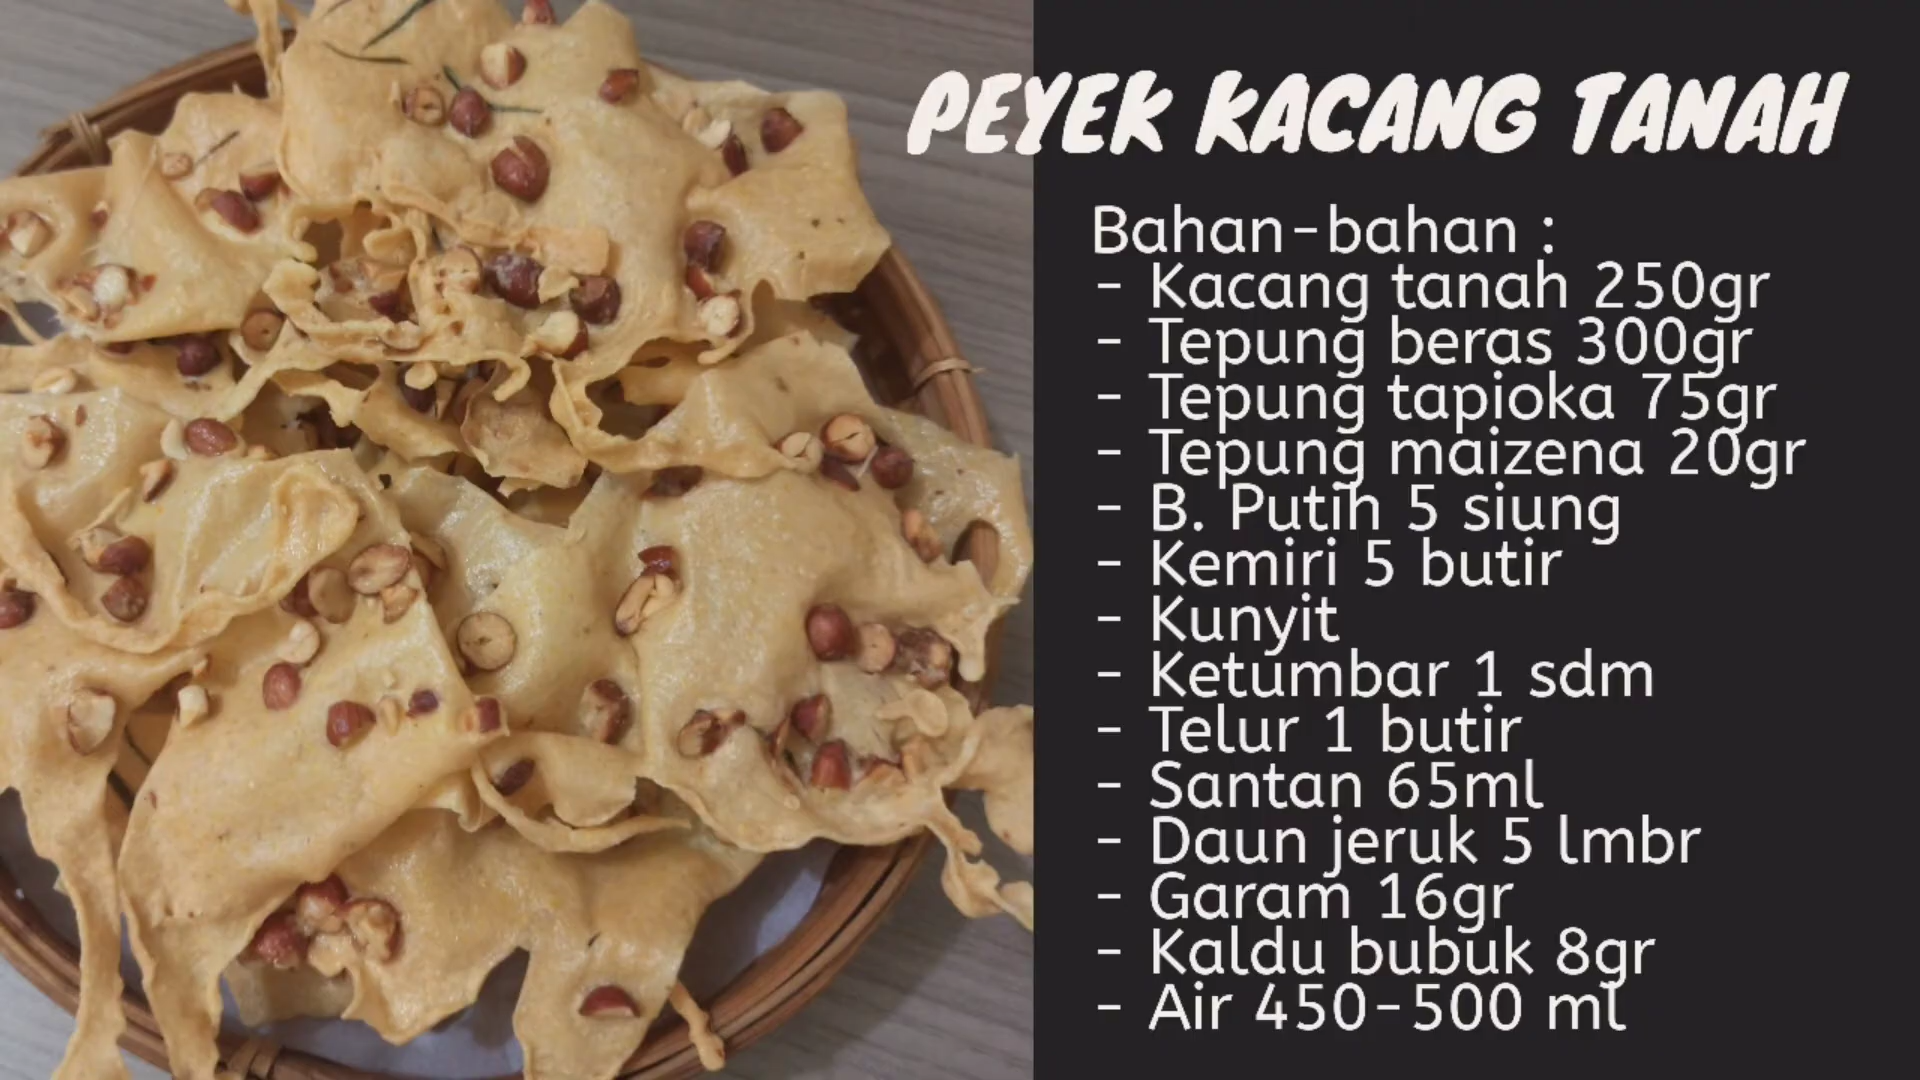 PEYEK KACANG TANAH
Bahan-bahan :
- Kacang tanah 250gr
- Tepung beras 300gr
- Tepung tapioka 75gr
- Tepung maizena 20gr
- B. Putih 5 siung
- Kemiri 5 butir
- Kunyit
- Ketumbar 1 sdm
- Telur 1 butir
- Santan 65ml
- Daun jeruk 5 lmbr
- Garam 16gr
- Kaldu bubuk 8gr
- Air 450-500 ml